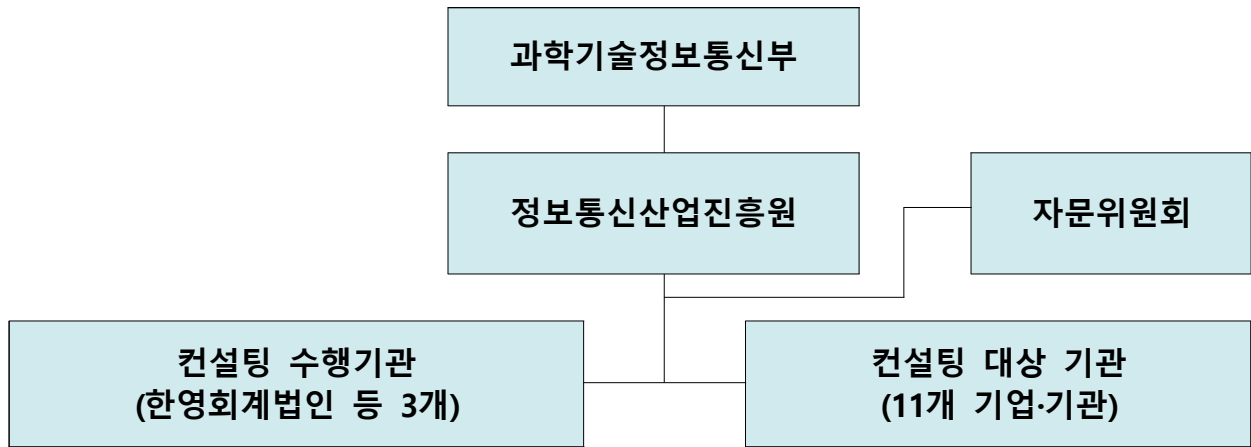 과학기술정보통신부
정보통신산업진흥원
자문위원회
컨설팅 수행기관
(한영회계법인 등 3개)
컨설팅 대상 기관
(11개 기업·기관)